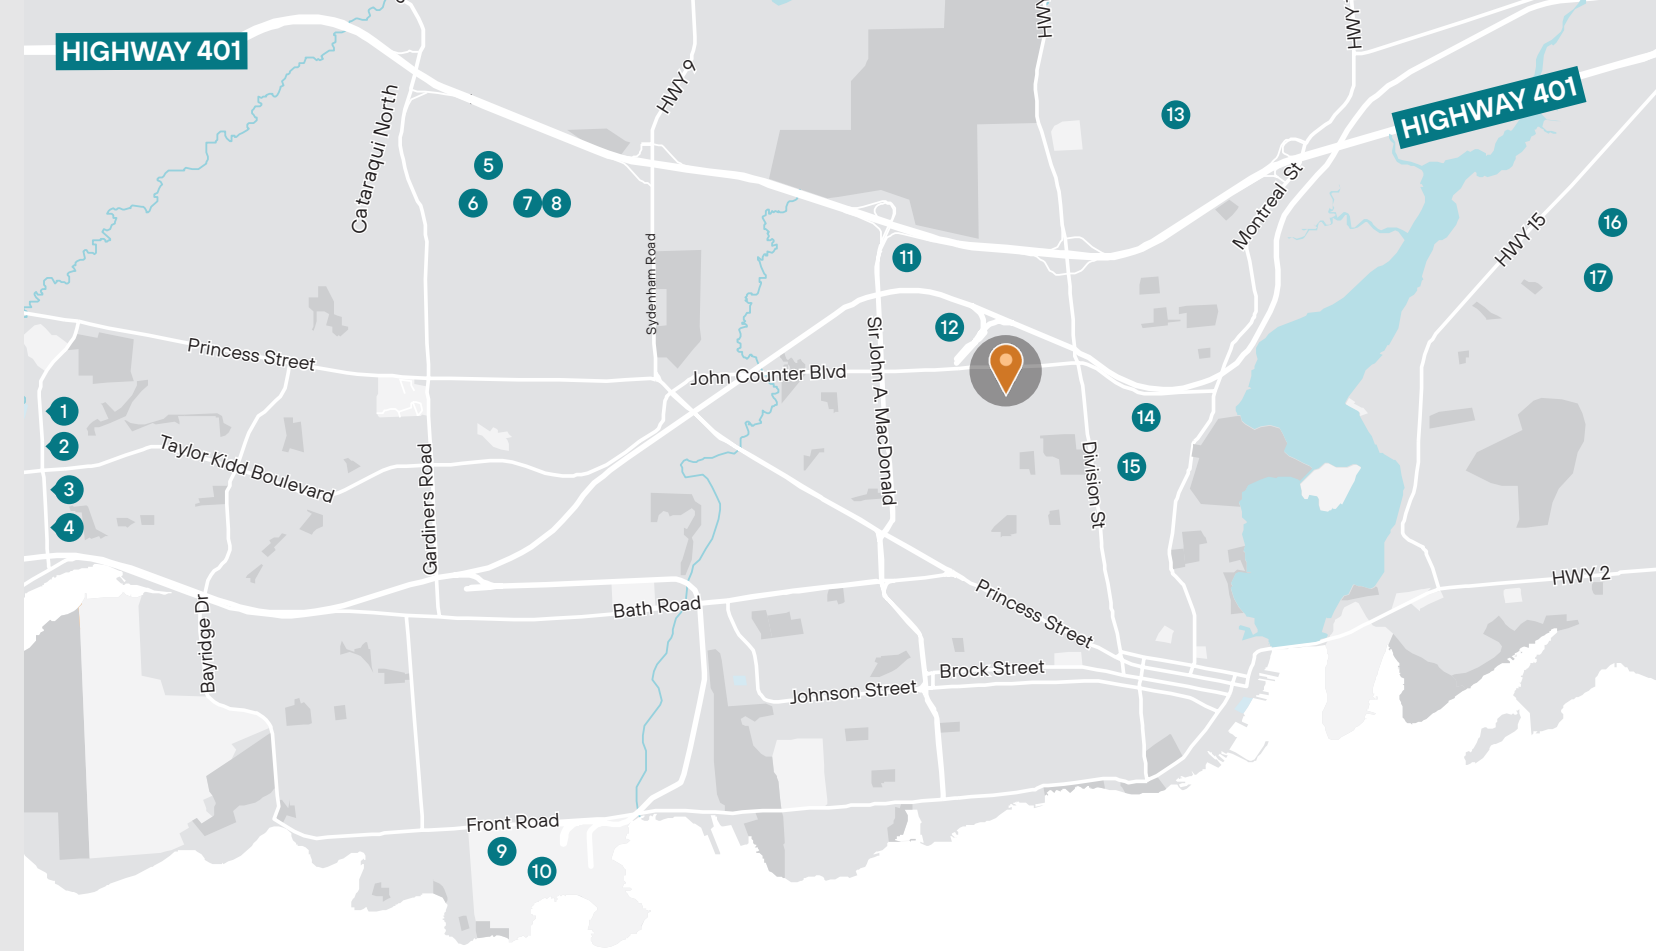 HIGHWAY 401
Cataraqui North
HWY 9
HWY
HWY
HIGHWAY 401
13
5
6
7
8
Sydenham Road
11
Montreal St
HWY 15
16
17
12
Princess Street
John Counter Blvd
Sir John A. MacDonald
1
2
3
4
Taylor Kidd Boulevard
Gardiners Road
14
15
Division St
HWY 2
Bath Road
Princess Street
Bayridge Dr
Brock Street
Johnson Street
Front Road
9
10